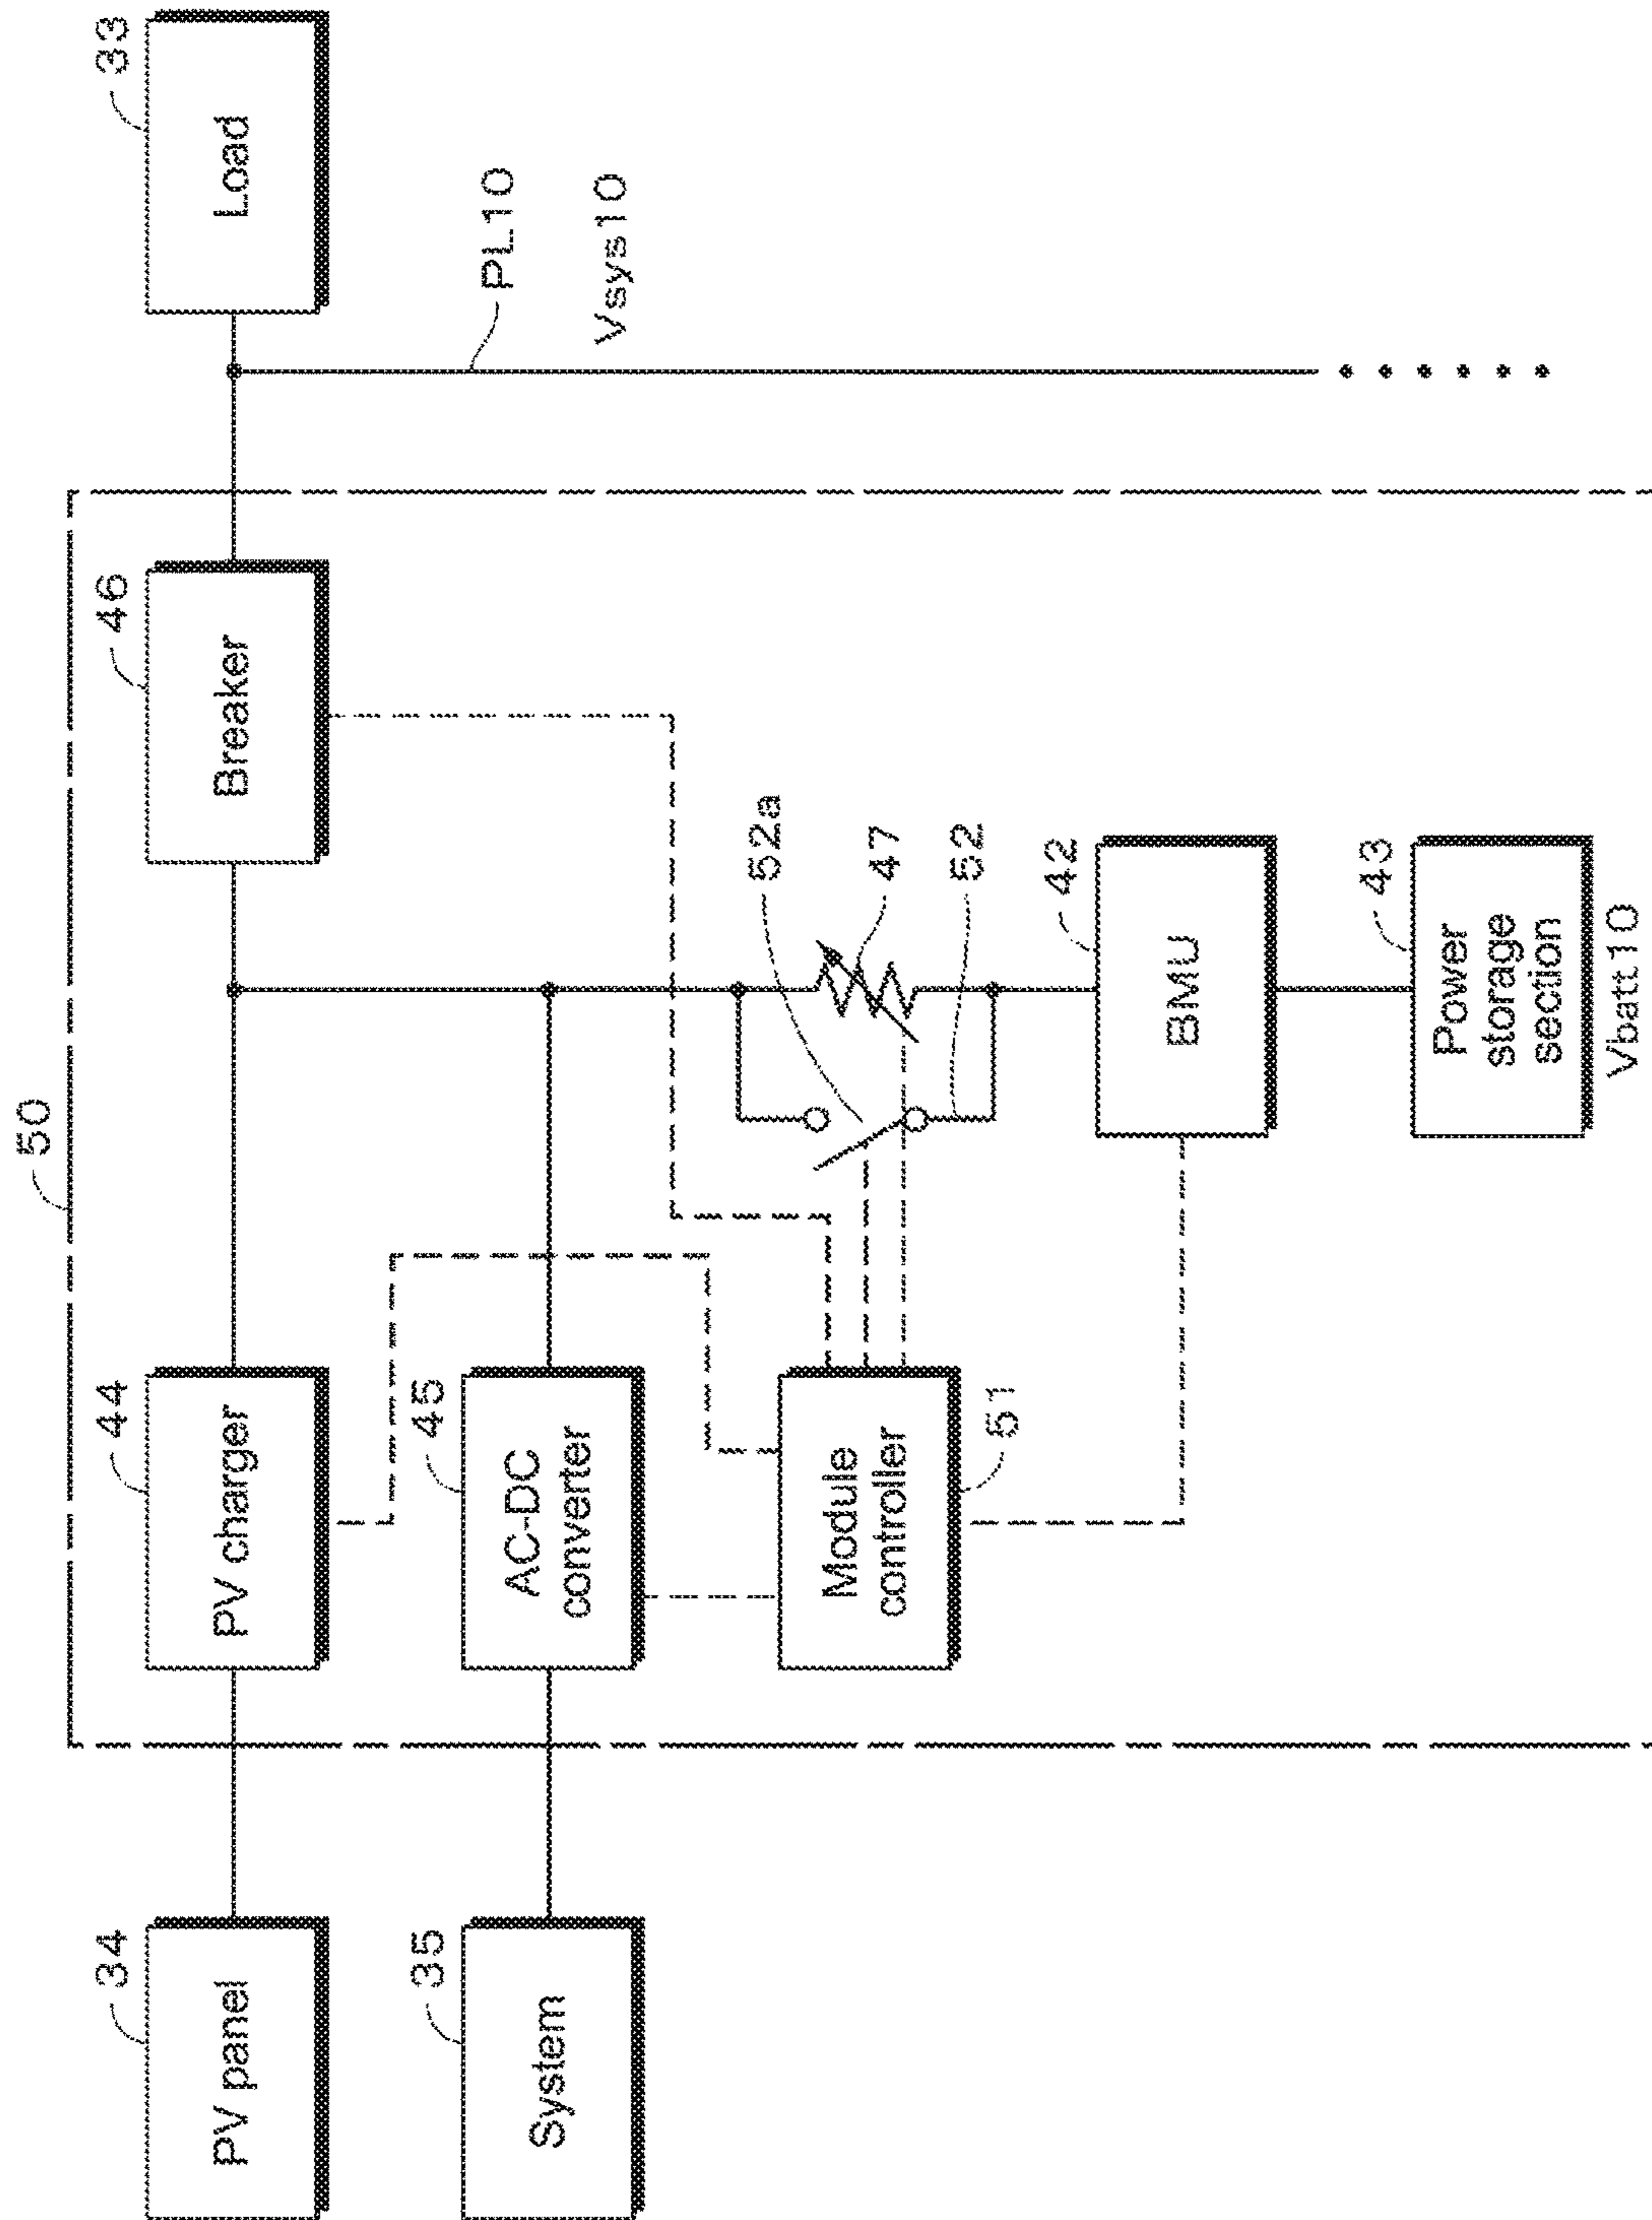 50
34
PV panel
44
PV charger
46
Breaker
33
Load
35
System
45
AC-DC
converter
PL10
Vsys10
Module
controller
51
52a
47
52
42
BMU
43
Power
storage
section
Vbatt10